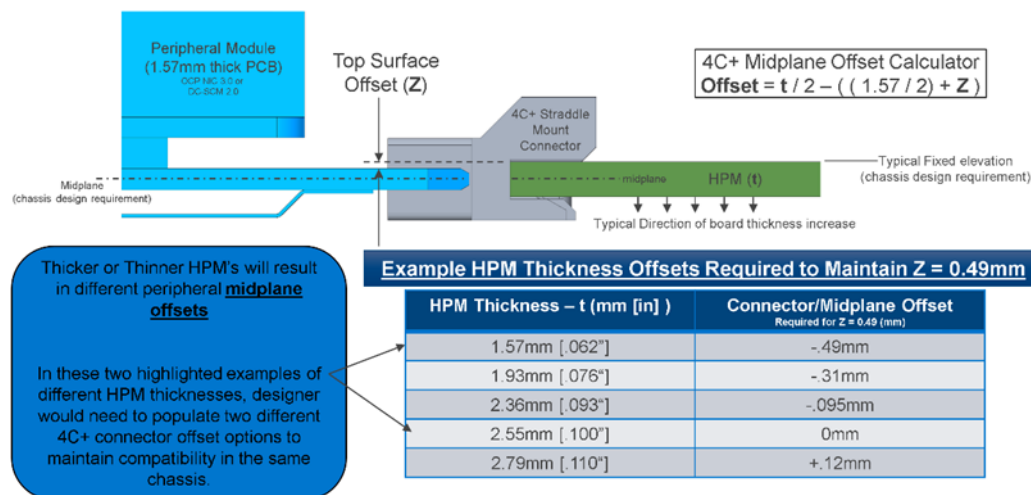 Peripheral Module
(1.57mm thick PCB)
OCP NIC 3.0 or
DC-SCM 2.0
Top Surface
Offset (Z)
4C+ Straddle
Mount
Connector
4C+ Midplane Offset Calculator
Offset = t / 2 – ( ( 1.57 / 2) + Z )
Midplane
(chassis design requirement)
midplane
HPM (t)
Typical Fixed elevation
(chassis design requirement)
Typical Direction of board thickness increase
Thicker or Thinner HPM's will result
in different peripheral midplane
offsets
In these two highlighted examples of
different HPM thicknesses, designer
would need to populate two different
4C+ connector offset options to
maintain compatibility in the same
chassis.
Example HPM Thickness Offsets Required to Maintain Z = 0.49mm
HPM Thickness – t (mm [in] )
Connector/Midplane Offset
Required for Z = 0.49 (mm)
1.57mm [.062“]
-.49mm
1.93mm [.076“]
-.31mm
2.36mm [.093“]
-.095mm
2.55mm [.100”]
0mm
2.79mm [.110”]
+.12mm